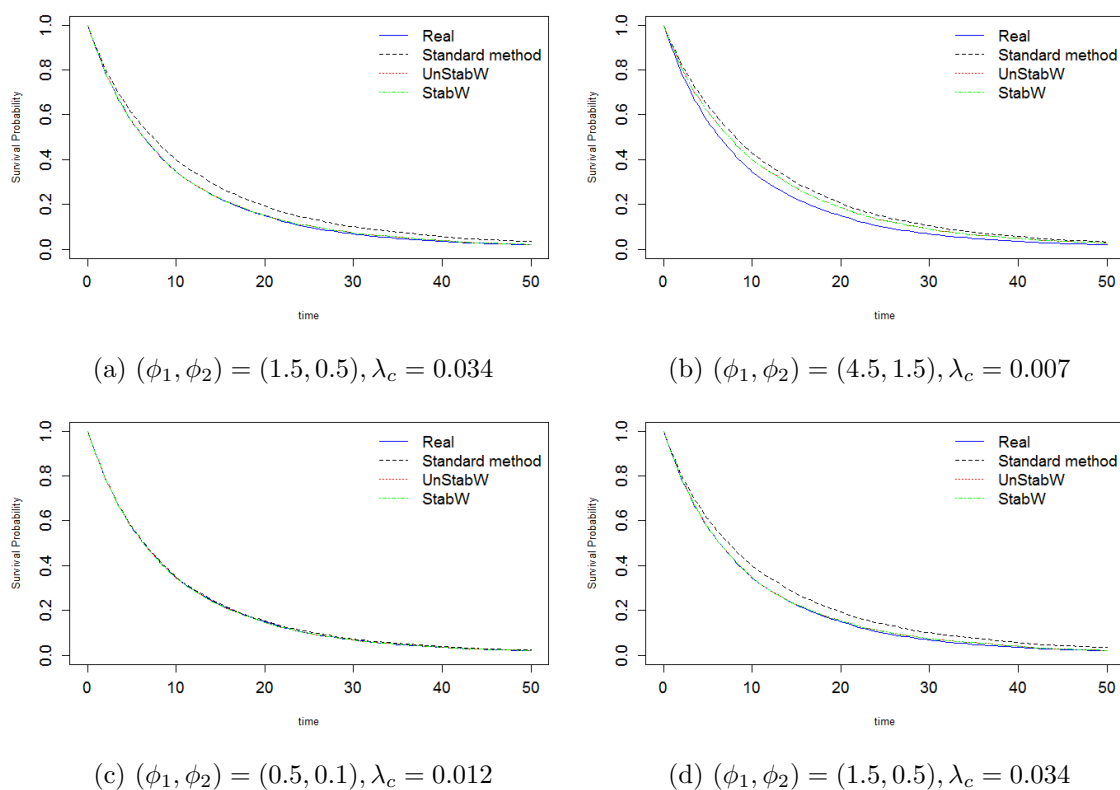 Survival Probability
1.0
0.8
0.6
0.4
0.2
0.0
Real
Standard method
UnStabW
StabW
0 10 20 30 40 50
time
(a) (ϕ₁, ϕ₂) = (1.5, 0.5), λ_c = 0.034
Survival Probability
1.0
0.8
0.6
0.4
0.2
0.0
Real
Standard method
UnStabW
StabW
0 10 20 30 40 50
time
(b) (ϕ₁, ϕ₂) = (4.5, 1.5), λ_c = 0.007
Survival Probability
1.0
0.8
0.6
0.4
0.2
0.0
Real
Standard method
UnStabW
StabW
0 10 20 30 40 50
time
(c) (ϕ₁, ϕ₂) = (0.5, 0.1), λ_c = 0.012
Survival Probability
1.0
0.8
0.6
0.4
0.2
0.0
Real
Standard method
UnStabW
StabW
0 10 20 30 40 50
time
(d) (ϕ₁, ϕ₂) = (1.5, 0.5), λ_c = 0.034